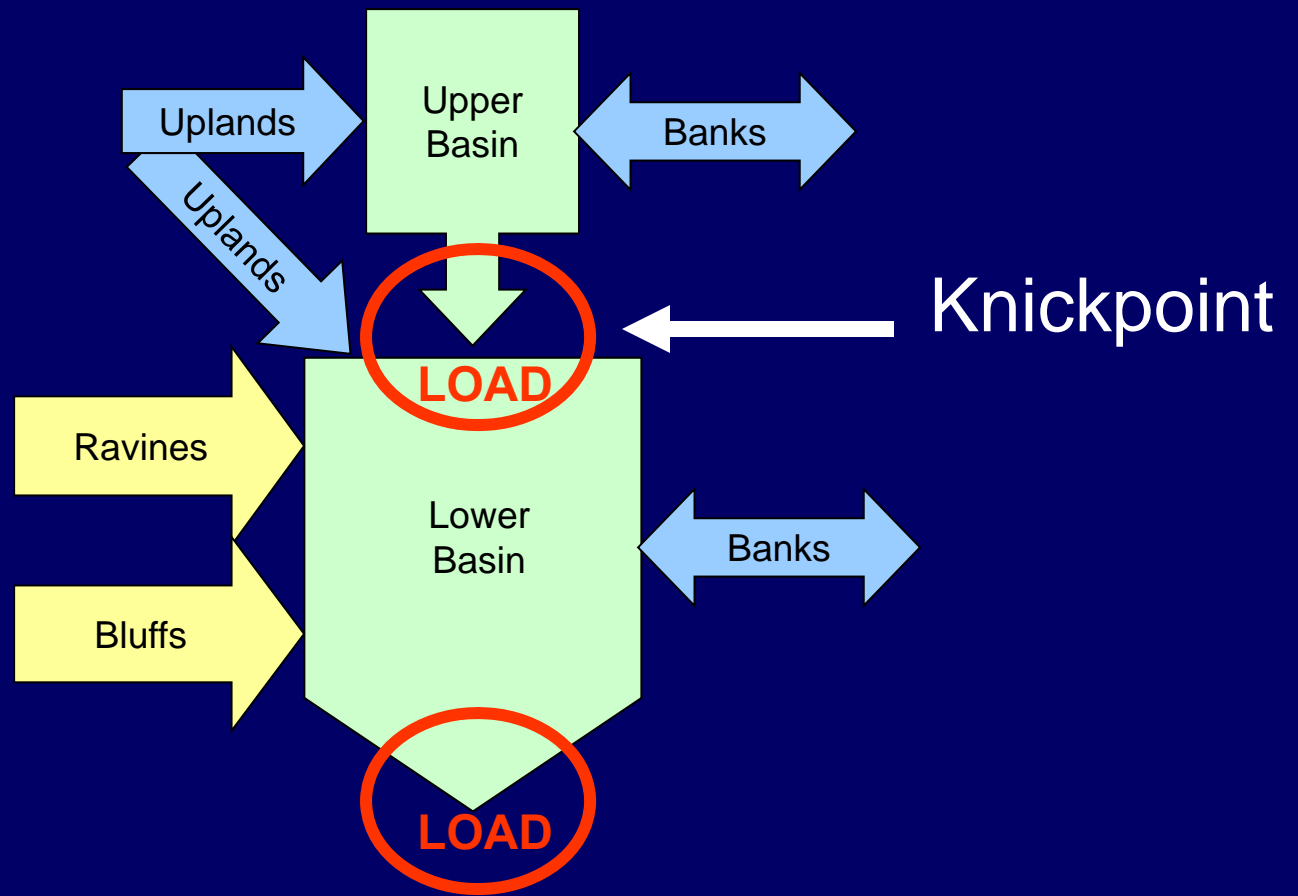 Uplands
Upper
Basin
Banks
Uplands
Knickpoint
LOAD
Ravines
Lower
Basin
Banks
Bluffs
LOAD